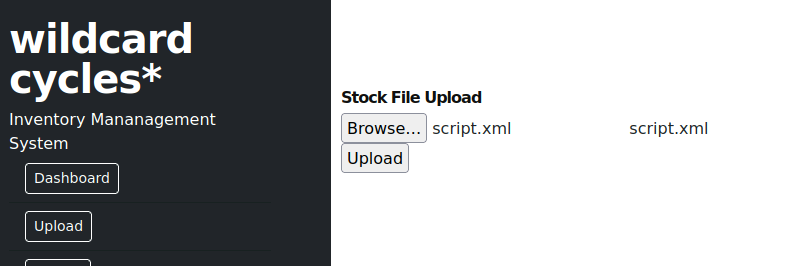 wildcard
cycles*
Inventory Mananagement
System
Dashboard
Upload
Stock File Upload
Browse... script.xml script.xml
Upload